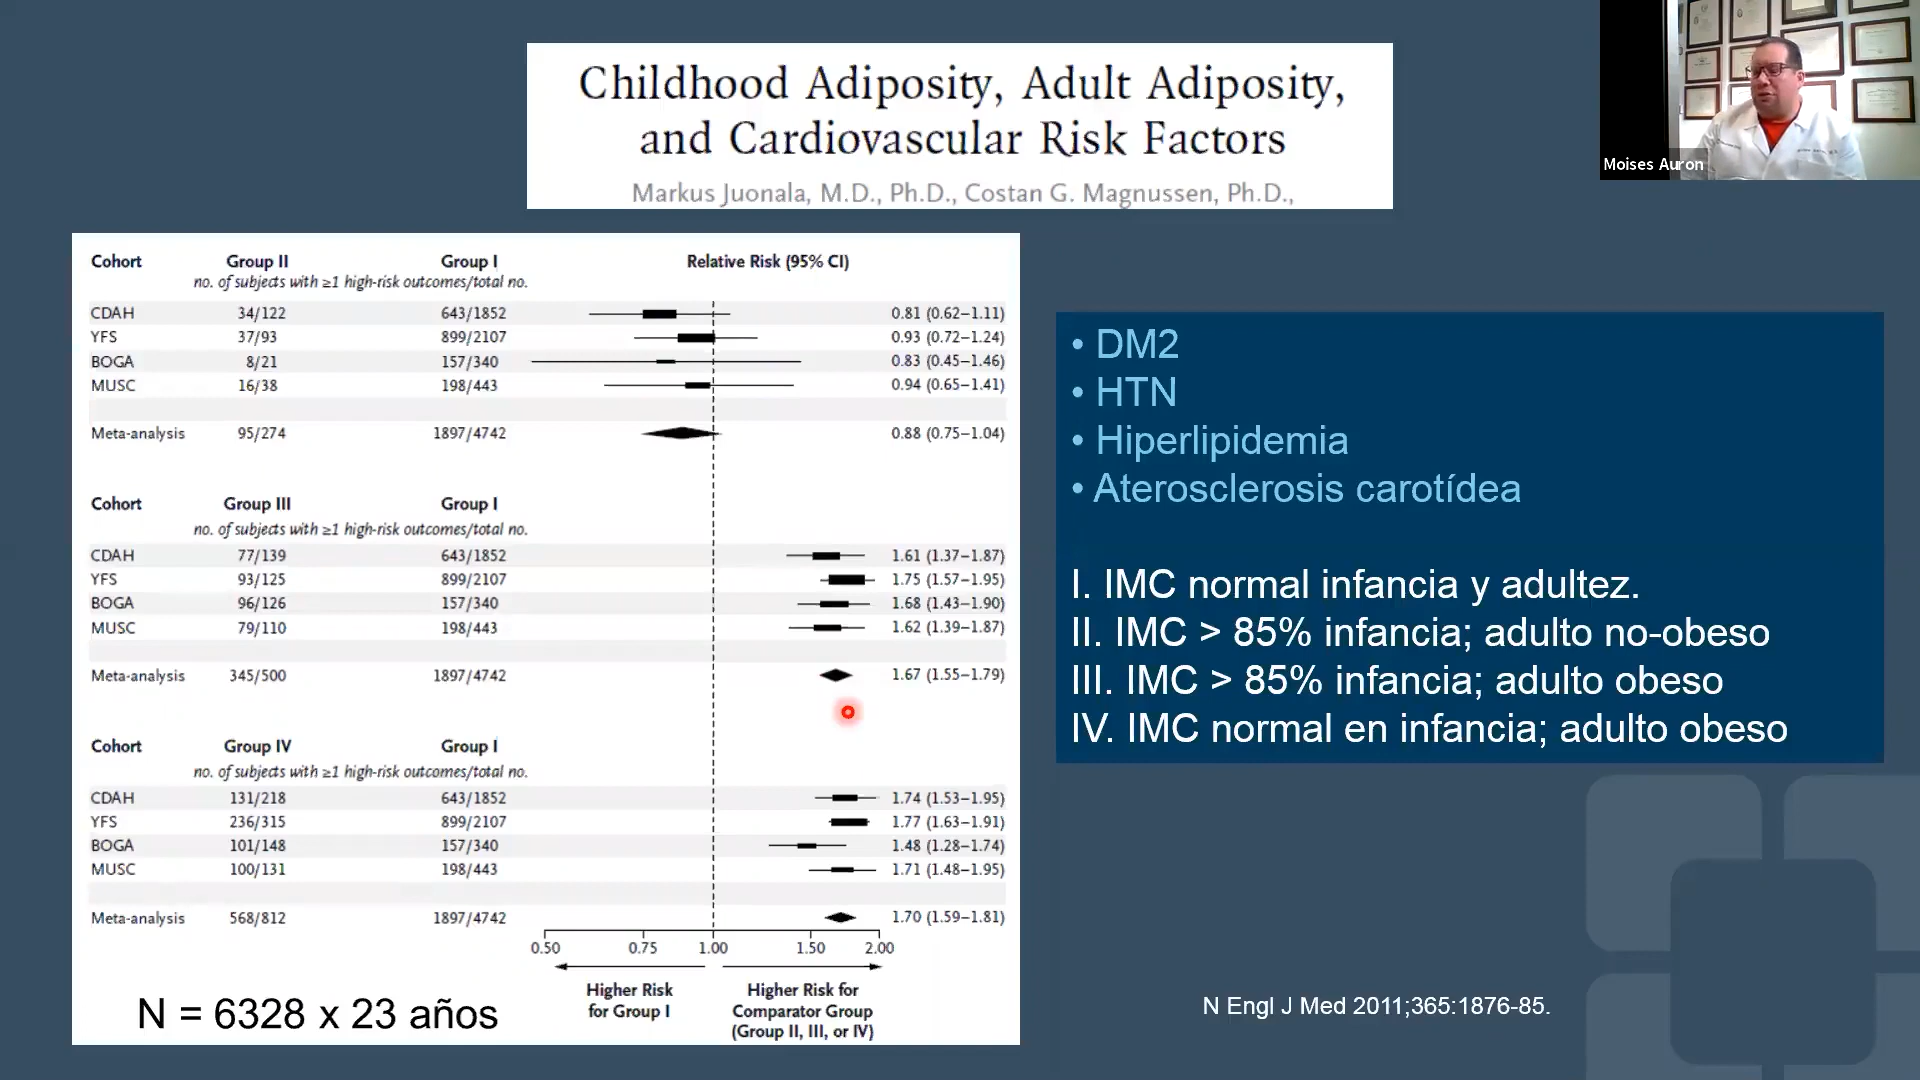 Childhood Adiposity, Adult Adiposity,
and Cardiovascular Risk Factors
Markus Juonala, M.D., Ph.D., Costan G. Magnussen, Ph.D.,
Moises Auron
Cohort Group II Group I Relative Risk (95% CI)
no. of subjects with ≥1 high-risk outcomes/total no.
CDAH 34/122 643/1852 0.81 (0.62–1.11)
YFS 37/93 899/2107 0.93 (0.72–1.24)
BOGA 8/21 157/340 0.83 (0.45–1.46)
MUSC 16/38 198/443 0.94 (0.65–1.41)
Meta-analysis 95/274 1897/4742 0.88 (0.75–1.04)
Cohort Group III Group I
no. of subjects with ≥1 high-risk outcomes/total no.
CDAH 77/139 643/1852 1.61 (1.37–1.87)
YFS 93/125 899/2107 1.75 (1.57–1.95)
BOGA 96/126 157/340 1.68 (1.43–1.90)
MUSC 79/110 198/443 1.62 (1.39–1.87)
Meta-analysis 345/500 1897/4742 1.67 (1.55–1.79)
Cohort Group IV Group I
no. of subjects with ≥1 high-risk outcomes/total no.
CDAH 131/218 643/1852 1.74 (1.53–1.95)
YFS 236/315 899/2107 1.77 (1.63–1.91)
BOGA 101/148 157/340 1.48 (1.28–1.74)
MUSC 100/131 198/443 1.71 (1.48–1.95)
Meta-analysis 568/812 1897/4742 1.70 (1.59–1.81)
0.50 0.75 1.00 1.50 2.00
Higher Risk
for Group I
Higher Risk for
Comparator Group
(Group II, III, or IV)
N = 6328 x 23 años
• DM2
• HTN
• Hiperlipidemia
• Aterosclerosis carotídea
I. IMC normal infancia y adultez.
II. IMC > 85% infancia; adulto no-obeso
III. IMC > 85% infancia; adulto obeso
IV. IMC normal en infancia; adulto obeso
N Engl J Med 2011;365:1876-85.